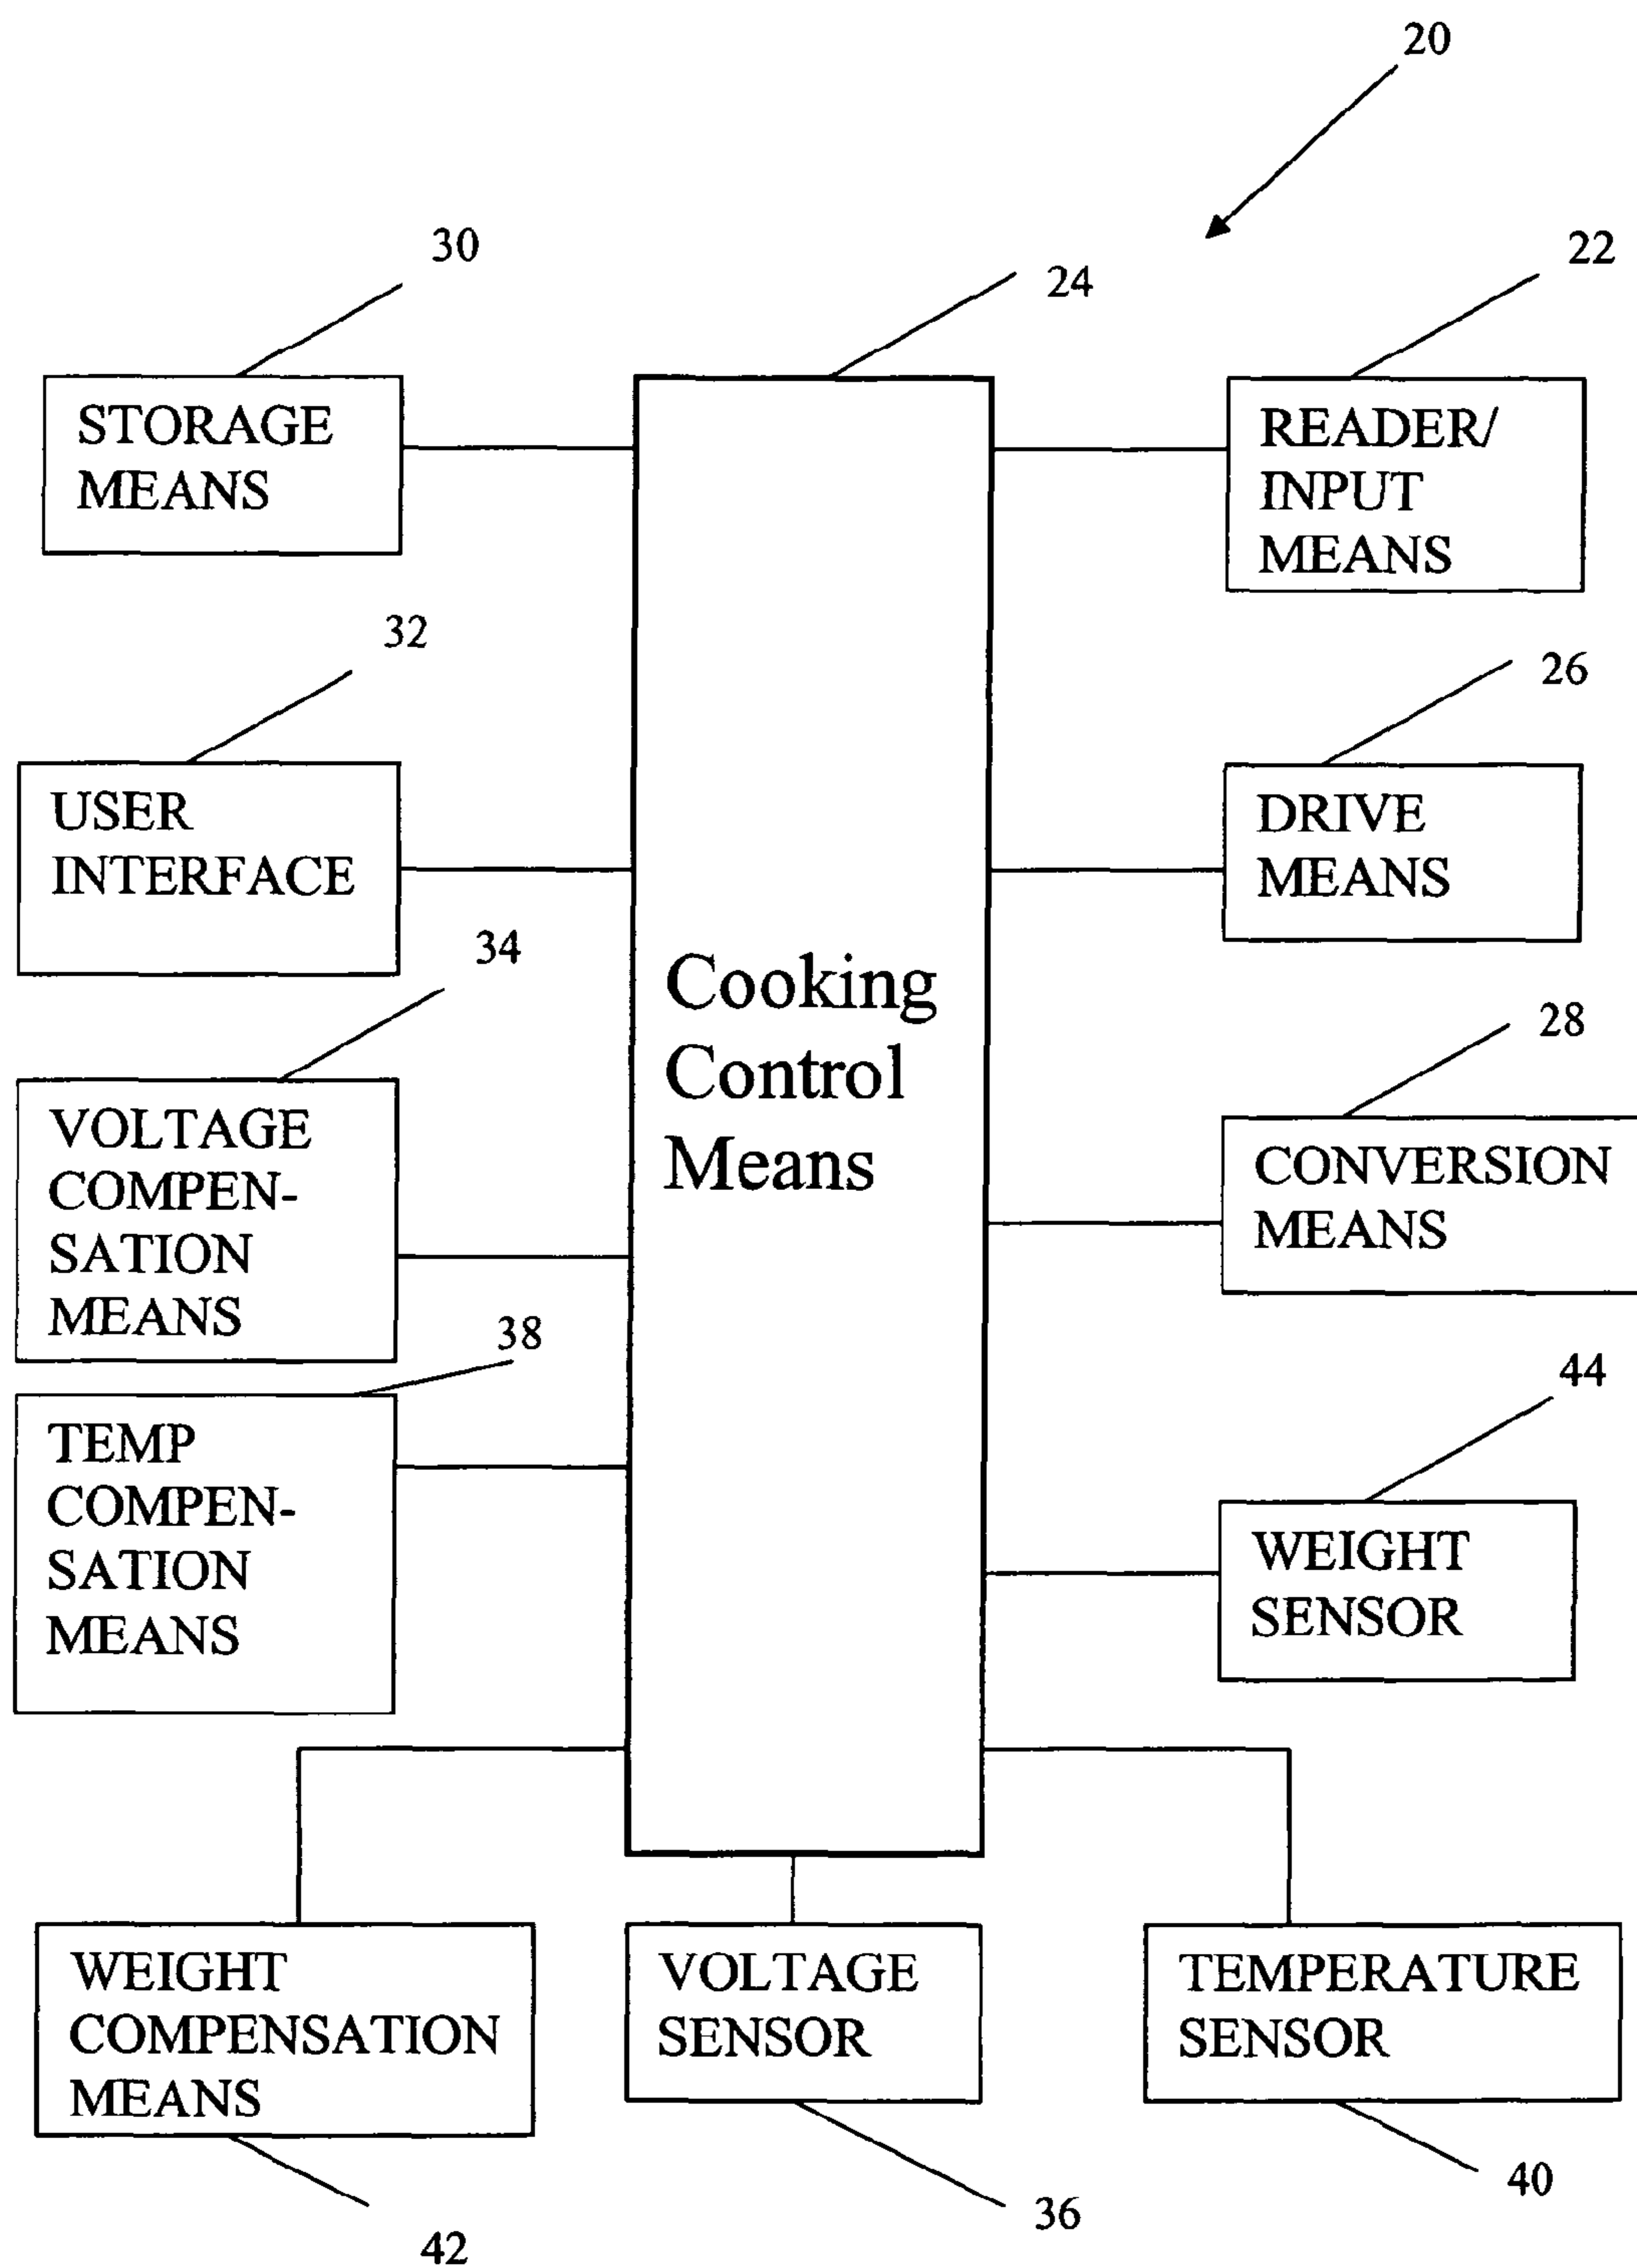 20
30
24
22
STORAGE
MEANS
READER/
INPUT
MEANS
32
26
USER
INTERFACE
DRIVE
MEANS
34
Cooking
Control
Means
28
VOLTAGE
COMPEN-
SATION
MEANS
CONVERSION
MEANS
38
44
TEMP
COMPEN-
SATION
MEANS
WEIGHT
SENSOR
WEIGHT
COMPENSATION
MEANS
VOLTAGE
SENSOR
TEMPERATURE
SENSOR
42
36
40